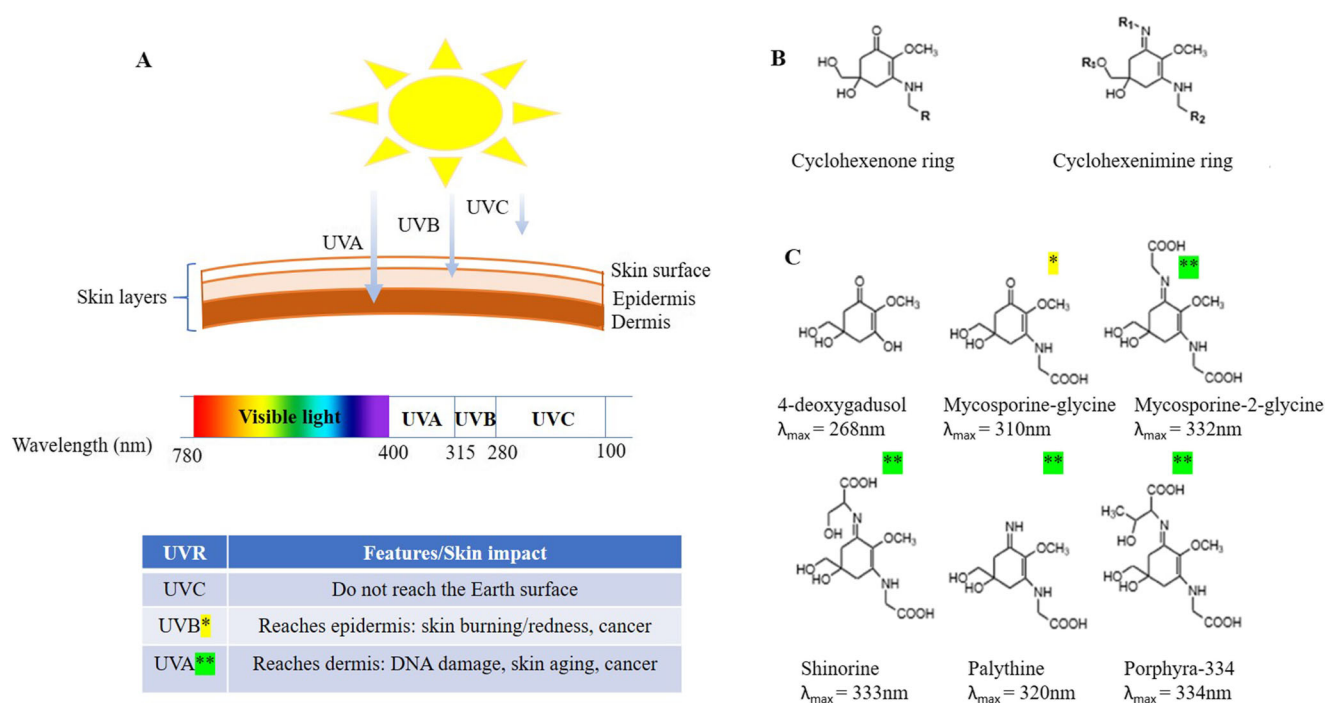 A
UVA
UVB
UVC
Skin layers
Skin surface
Epidermis
Dermis
Visible light UVA UVB UVC
Wavelength (nm)
780 400 315 280 100
UVR Features/Skin impact
UVC Do not reach the Earth surface
UVB* Reaches epidermis: skin burning/redness, cancer
UVA** Reaches dermis: DNA damage, skin aging, cancer
B
O
OCH₃
HO
HO
NH
R
Cyclohexenone ring
R₁
N
OCH₃
R₃
O
HO
NH
R₂
Cyclohexenimine ring
C
O
OCH₃
HO
HO
OH
4-deoxygadusol
λmax = 268nm
*
O
OCH₃
HO
HO
HN
COOH
Mycosporine-glycine
λmax = 310nm
COOH
**
N
OCH₃
HO
HO
NH
COOH
Mycosporine-2-glycine
λmax = 332nm
**
COOH
OH
N
OCH₃
HO
HO
NH
COOH
Shinorine
λmax = 333nm
**
NH
OCH₃
HO
HO
NH
COOH
Palythine
λmax = 320nm
**
COOH
H₃C
HO
N
OCH₃
HO
HO
NH
COOH
Porphyra-334
λmax = 334nm